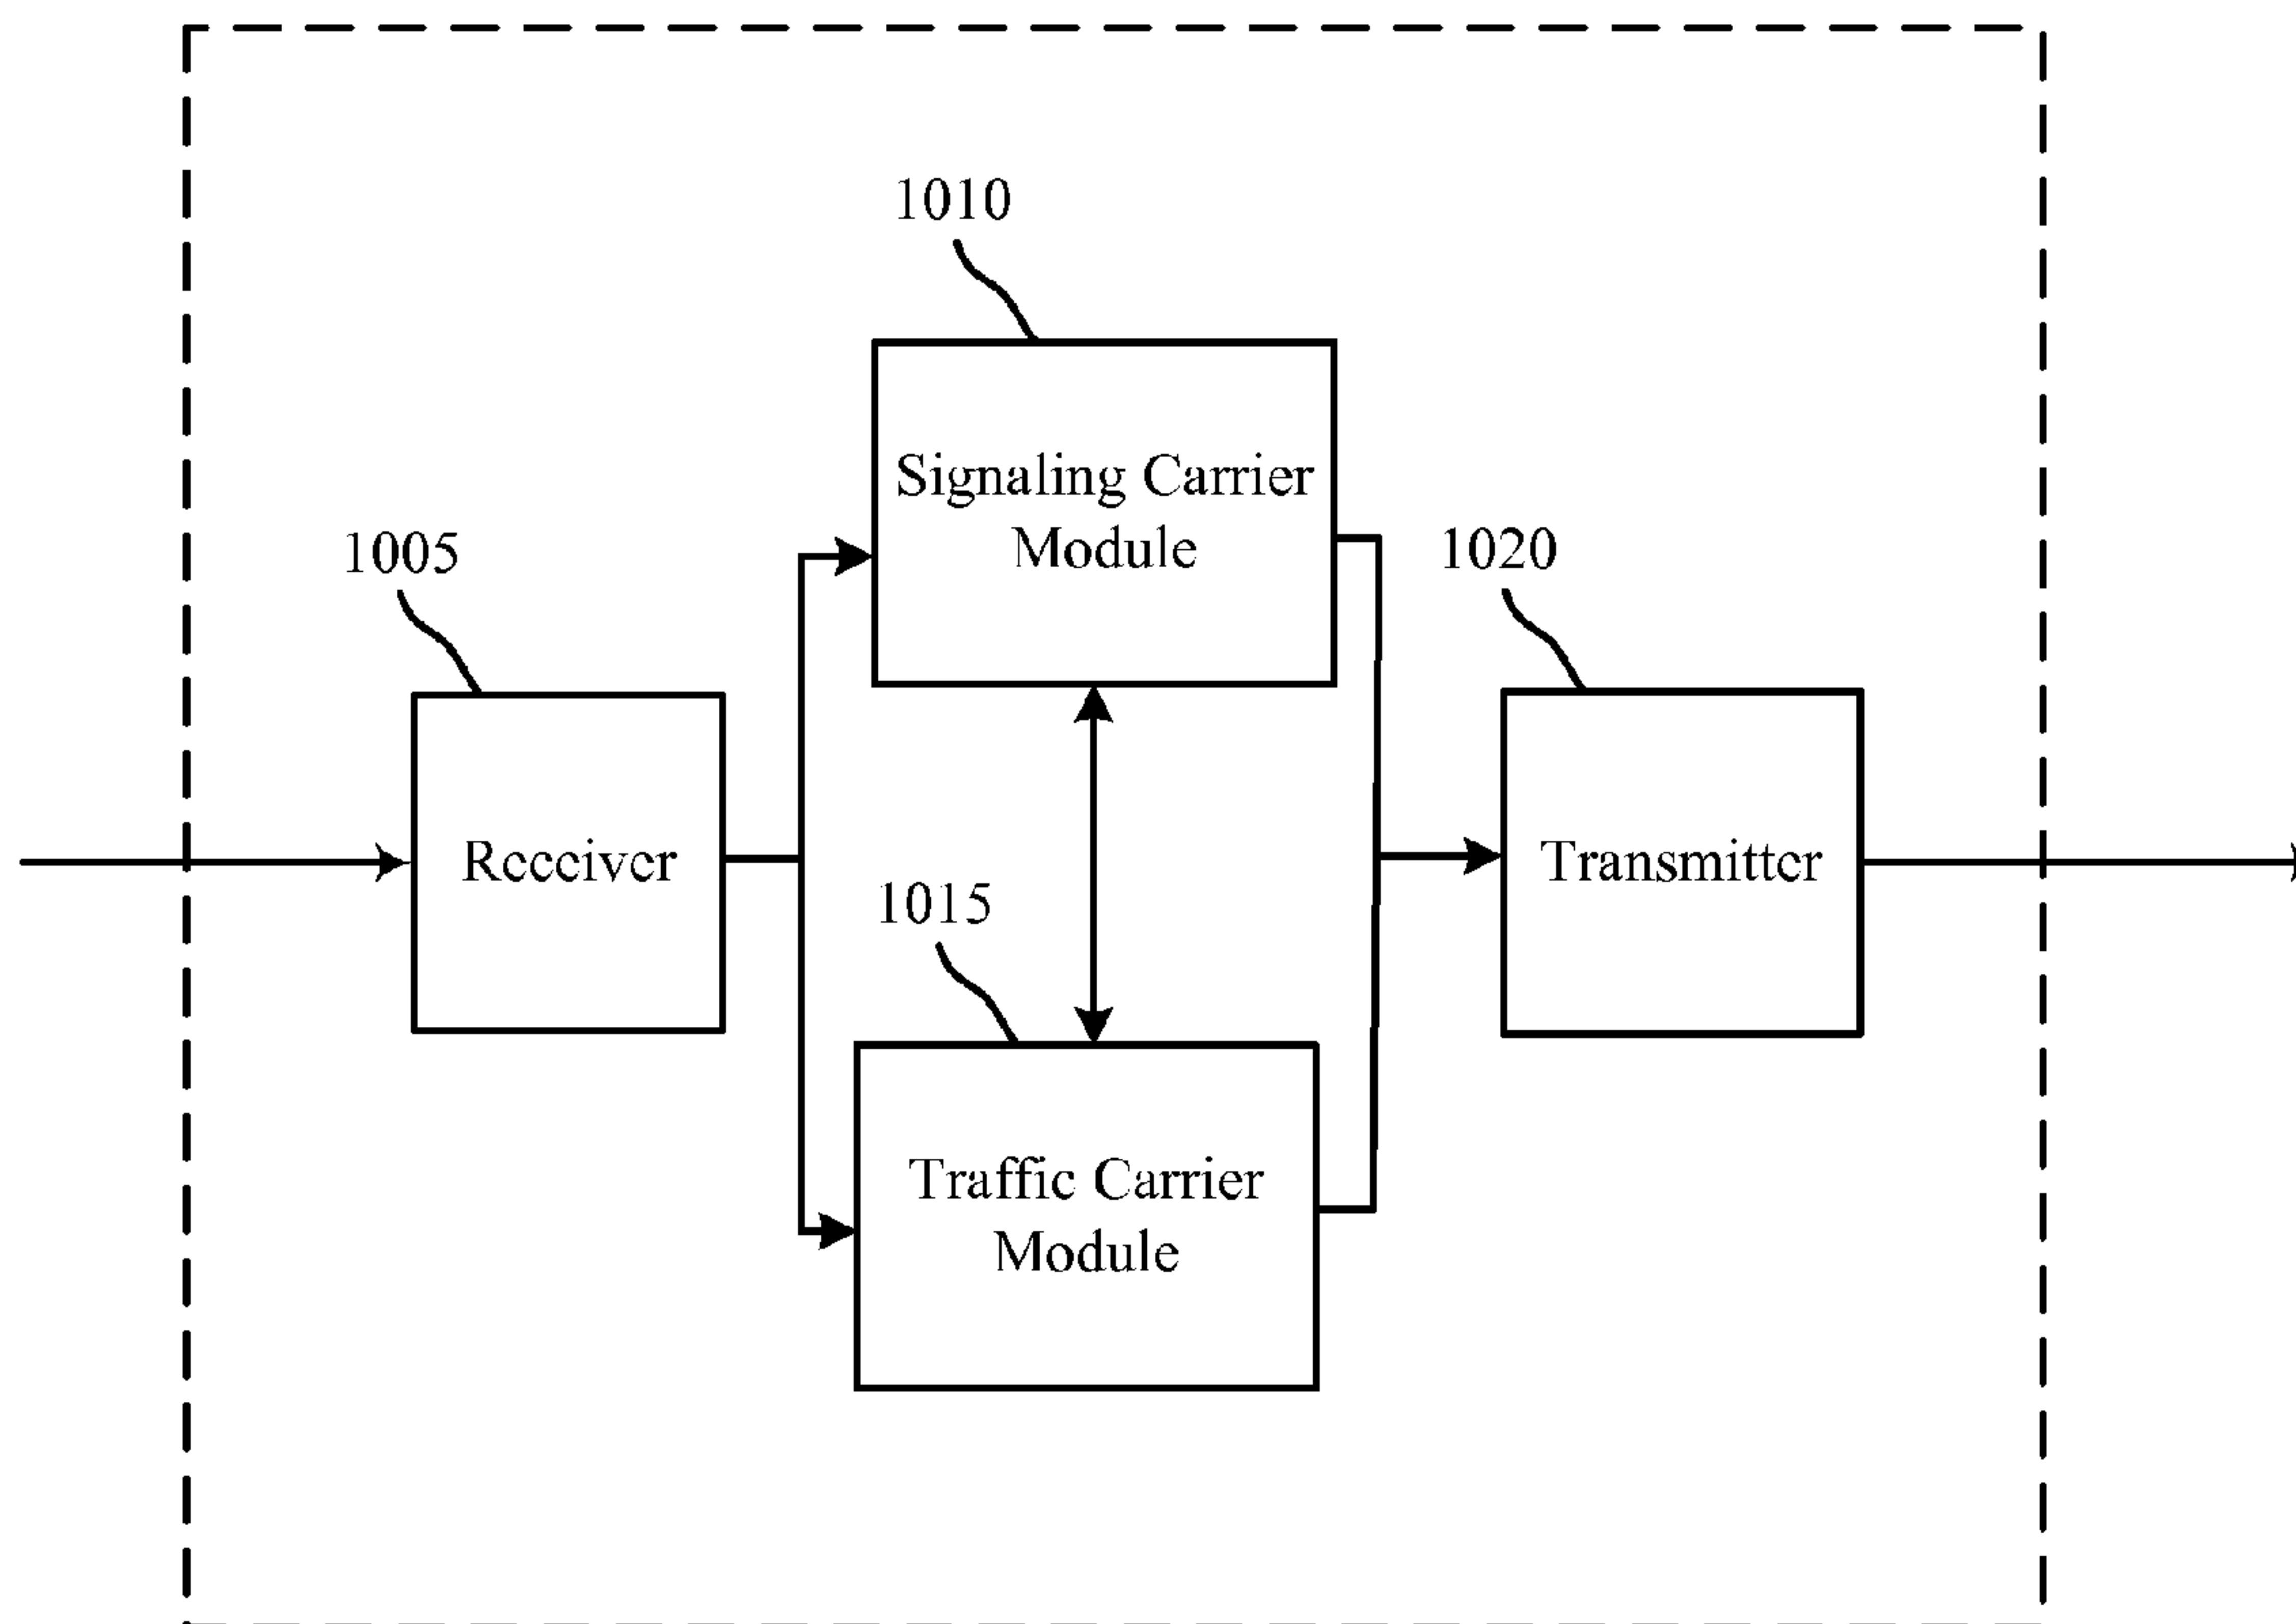 1010
Signaling Carrier
Module
1005
1020
Receiver
Transmitter
1015
Traffic Carrier
Module